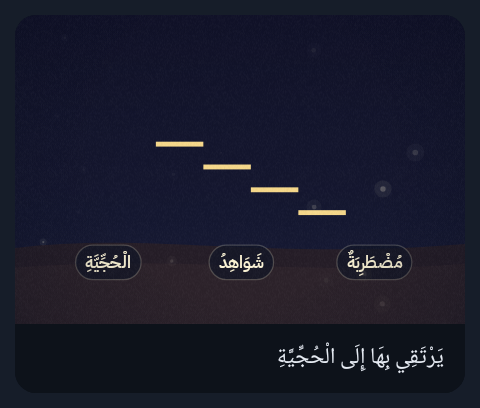 مُضْطَرِبَةٌ شَوَاهِدُ الْحُجِّيَّةِ
يَرْتَقِي بِهَا إِلَى الْحُجِّيَّةِ